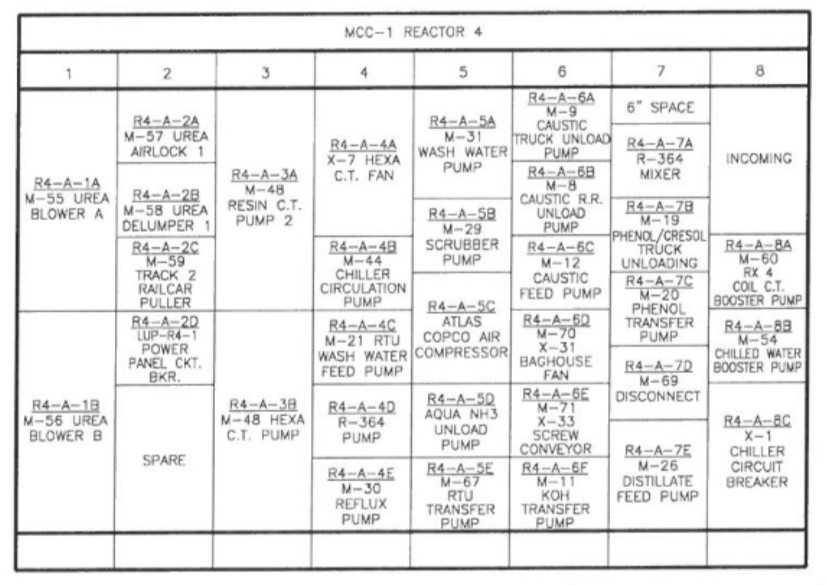 MCC-1 REACTOR 4
1
2
3
4
5
6
7
8
R4-A-1A
M-55 UREA
BLOWER A
R4-A-1B
M-56 UREA
BLOWER B
R4-A-2A
M-57 UREA
AIRLOCK 1
R4-A-2B
M-58 UREA
DELUMPER 1
R4-A-2C
M-59
TRACK 2
RAILCAR
PULLER
R4-A-2D
LUP-R4-1
POWER
PANEL CKT.
BKR.
SPARE
R4-A-3A
M-48
RESIN C.T.
PUMP 2
R4-A-3B
M-48 HEXA
C.T. PUMP
R4-A-4A
X-7 HEXA
C.T. FAN
R4-A-4B
M-44
CHILLER
CIRCULATION
PUMP
R4-A-4C
M-21 RTU
WASH WATER
FEED PUMP
R4-A-4D
R-364
PUMP
R4-A-4E
M-30
REFLUX
PUMP
R4-A-5A
M-31
WASH WATER
PUMP
R4-A-5B
M-29
SCRUBBER
PUMP
R4-A-5C
ATLAS
COPCO AIR
COMPRESSOR
R4-A-5D
AQUA NH3
UNLOAD
PUMP
R4-A-5E
M-67
RTU
TRANSFER
PUMP
R4-A-6A
M-9
CAUSTIC
TRUCK UNLOAD
PUMP
R4-A-6B
M-8
CAUSTIC R.R.
UNLOAD
PUMP
R4-A-6C
M-12
CAUSTIC
FEED PUMP
R4-A-6D
M-70
X-31
BAGHOUSE
FAN
R4-A-6E
M-71
X-33
SCREW
CONVEYOR
R4-A-6F
M-11
KOH
TRANSFER
PUMP
6" SPACE
R4-A-7A
R-364
MIXER
R4-A-7B
M-19
PHENOL/CRESOL
TRUCK
UNLOADING
R4-A-7C
M-20
PHENOL
TRANSFER
PUMP
R4-A-7D
M-69
DISCONNECT
R4-A-7E
M-26
DISTILLATE
FEED PUMP
INCOMING
R4-A-8A
M-60
RX 4
COIL C.T.
BOOSTER PUMP
R4-A-8B
M-54
CHILLED WATER
BOOSTER PUMP
R4-A-8C
X-1
CHILLER
CIRCUIT
BREAKER